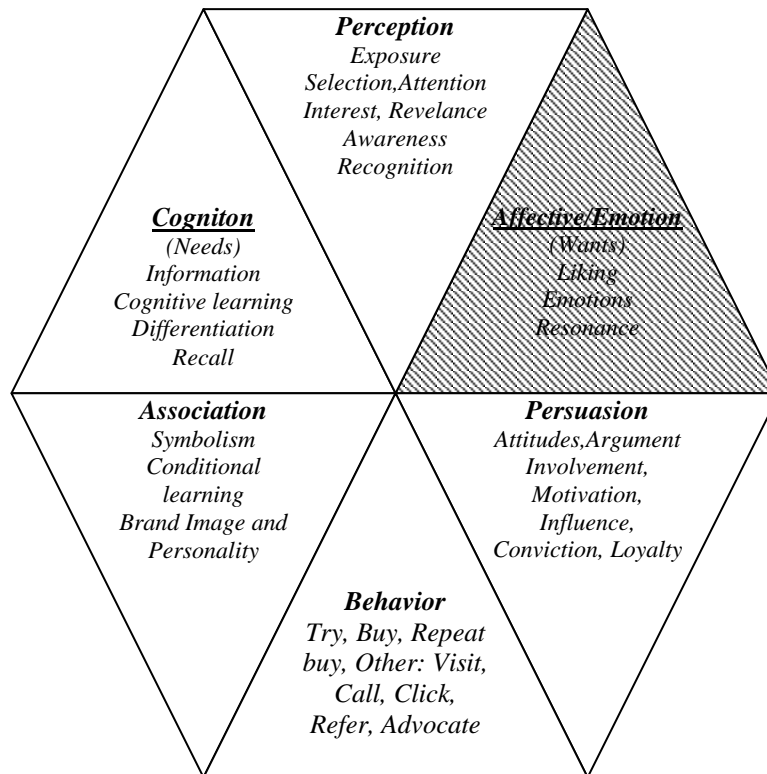 Perception
Exposure
Selection,Attention
Interest, Revelance
Awareness
Recognition
Cogniton
(Needs)
Information
Cognitive learning
Differentiation
Recall
Affective/Emotion
(Wants)
Liking
Emotions
Resonance
Association
Symbolism
Conditional
learning
Brand Image and
Personality
Persuasion
Attitudes,Argument
Involvement,
Motivation,
Influence,
Conviction, Loyalty
Behavior
Try, Buy, Repeat
buy, Other: Visit,
Call, Click,
Refer, Advocate